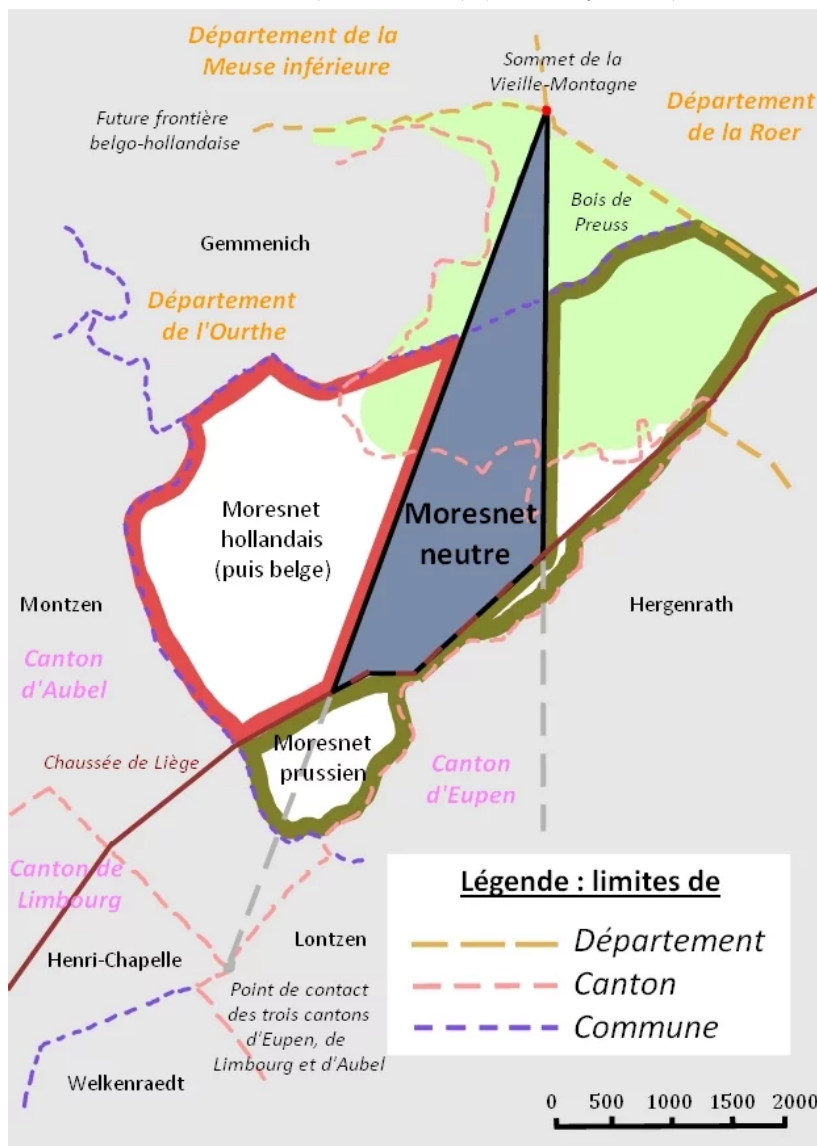 Département de la
Meuse inférieure
Sommet de la
Vieille-Montagne
Département
de la Roer
Future frontière
belgo-hollandaise
Bois de
Preuss
Gemmenich
Département
de l'Ourthe
Moresnet
hollandais
(puis belge)
Moresnet
neutre
Montzen
Hergenrath
Canton
d'Aubel
Moresnet
prussien
Chaussée de Liège
Canton
d'Eupen
Canton de
Limbourg
Légende : limites de
Département
Canton
Commune
Lontzen
Henri-Chapelle
Point de contact
des trois cantons
d'Eupen, de
Limbourg et d'Aubel
Welkenraedt
0 500 1000 1500 2000